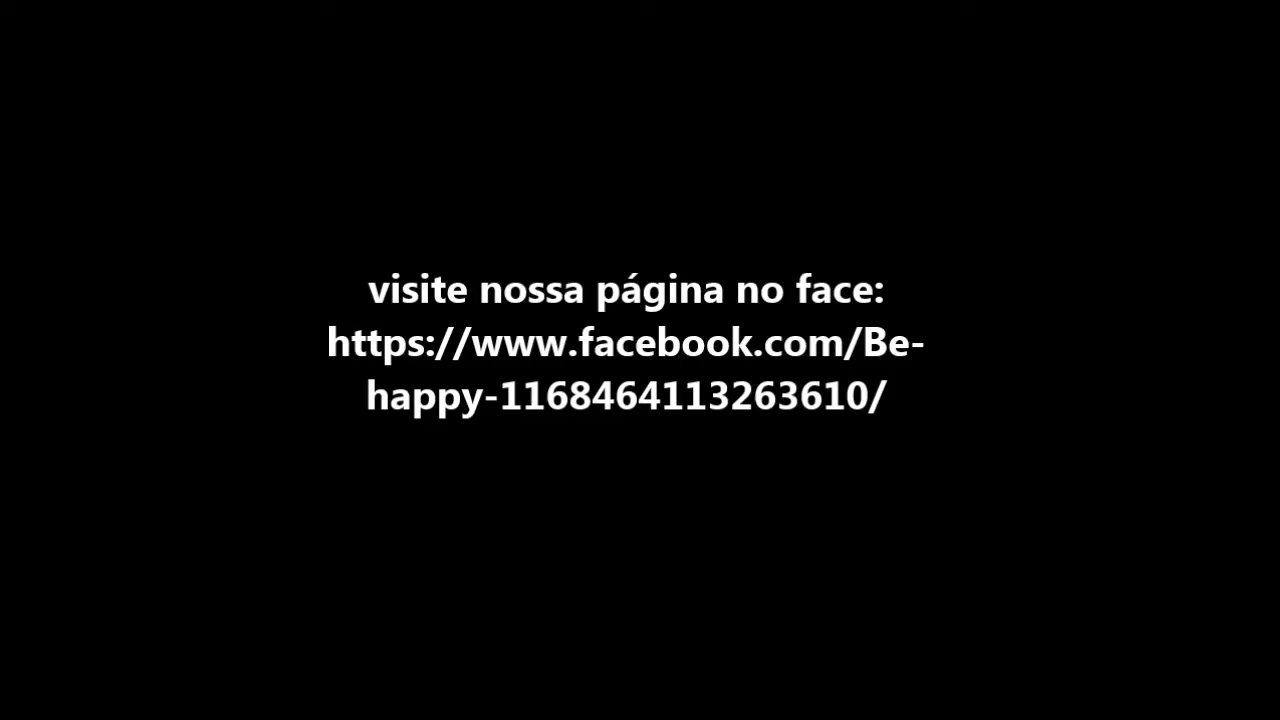 visite nossa página no face:
https://www.facebook.com/Be-
happy-1168464113263610/